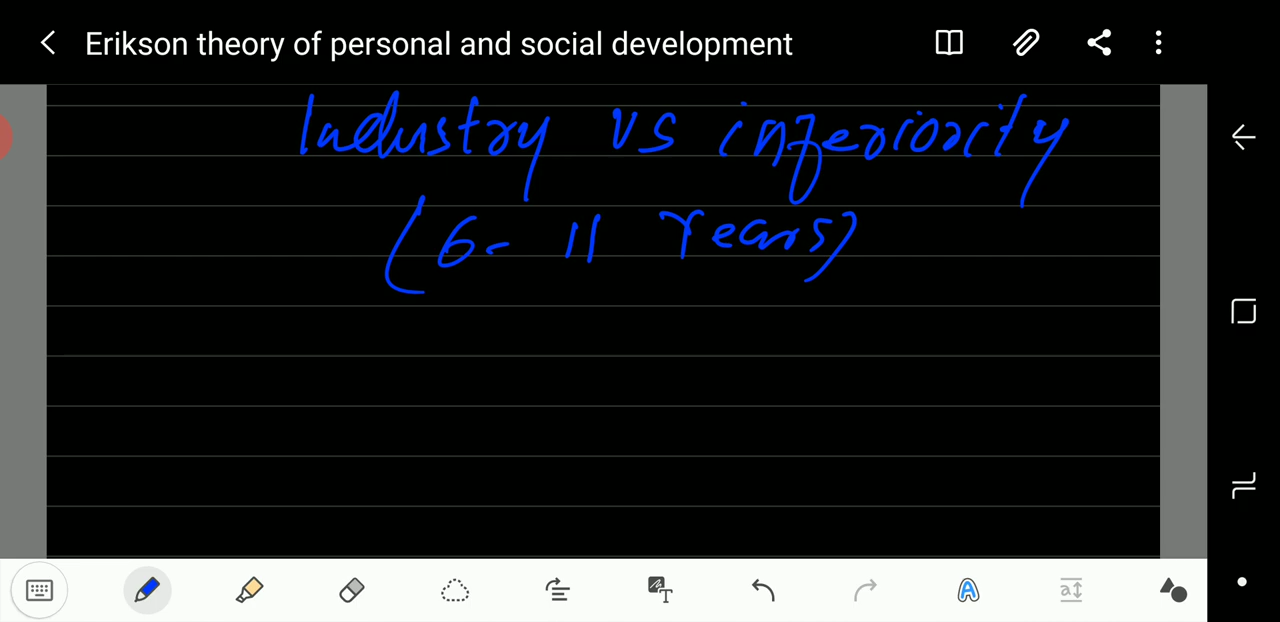 Erikson theory of personal and social development
Industry vs inferiority
(6- 11 Years)